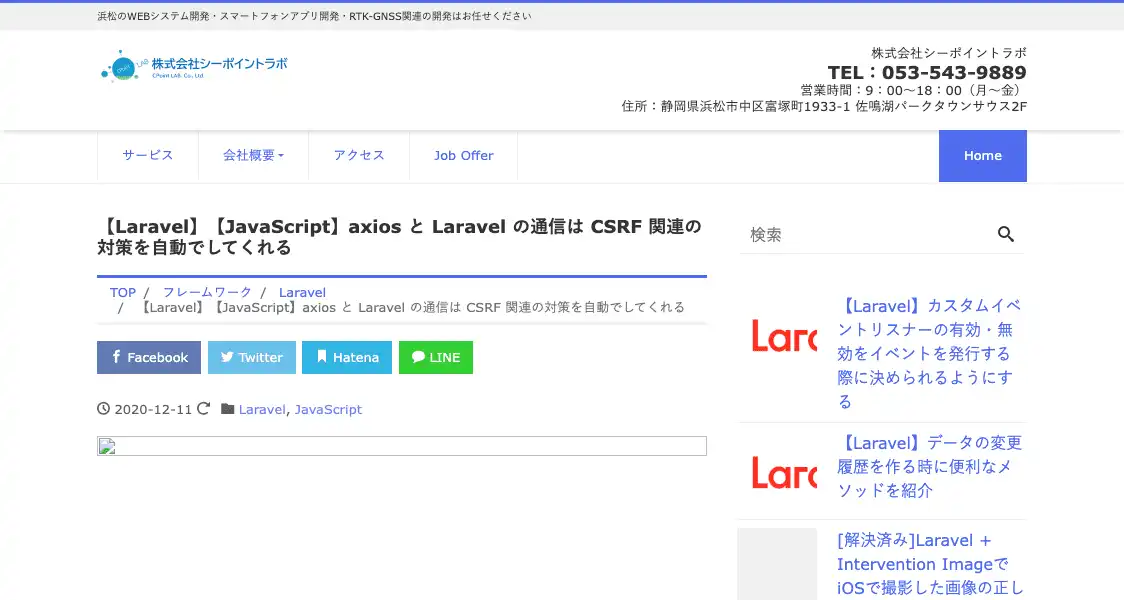 浜松のWEBシステム開発・スマートフォンアプリ開発・RTK-GNSS関連の開発はお任せください
株式会社シーポイントラボ
CPoint LAB. Co., Ltd.
株式会社シーポイントラボ
TEL：053-543-9889
営業時間：9：00〜18：00（月〜金）
住所：静岡県浜松市中区富塚町1933-1 佐鳴湖パークタウンサウス2F
サービス
会社概要
アクセス
Job Offer
Home
【Laravel】【JavaScript】axios と Laravel の通信は CSRF 関連の
対策を自動でしてくれる
TOP / フレームワーク / Laravel
/ 【Laravel】【JavaScript】axios と Laravel の通信は CSRF 関連の対策を自動でしてくれる
Facebook
Twitter
Hatena
LINE
2020-12-11 Laravel, JavaScript
検索
【Laravel】カスタムイベ
ントリスナーの有効・無
効をイベントを発行する
際に決められるようにす
る
【Laravel】データの変更
履歴を作る時に便利なメ
ソッドを紹介
[解決済み]Laravel +
Intervention Imageで
iOSで撮影した画像の正し